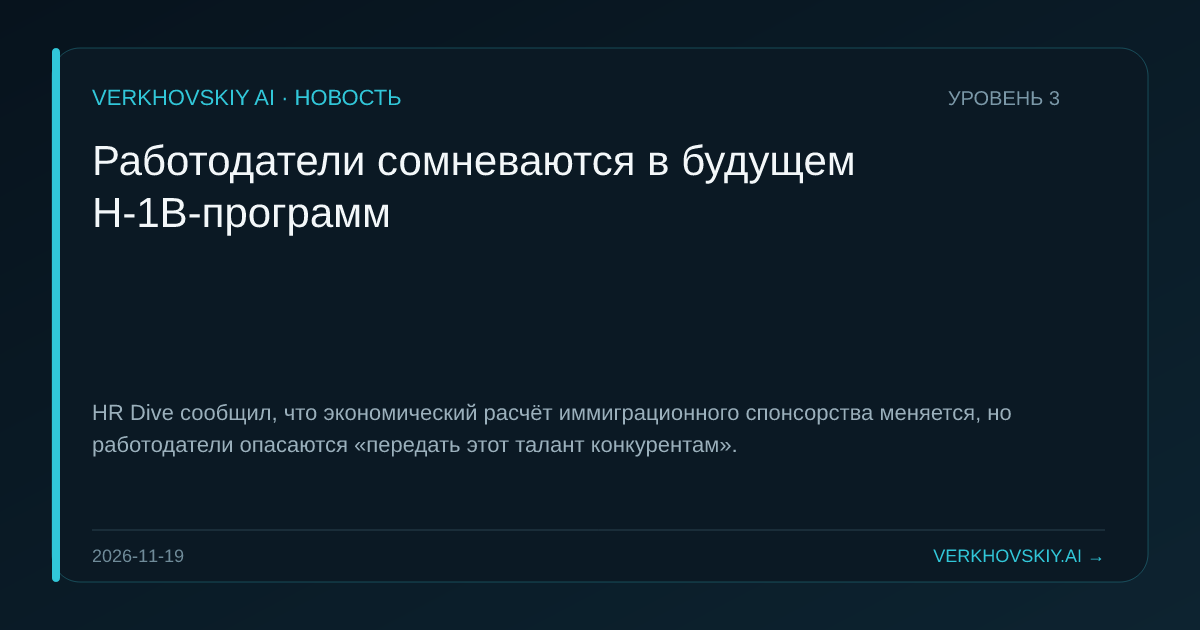 VERKHOVSKIY AI · НОВОСТЬ
УРОВЕНЬ 3
Работодатели сомневаются в будущем
H-1B-программ
HR Dive сообщил, что экономический расчёт иммиграционного спонсорства меняется, но
работодатели опасаются «передать этот талант конкурентам».
2026-11-19
VERKHOVSKIY.AI →